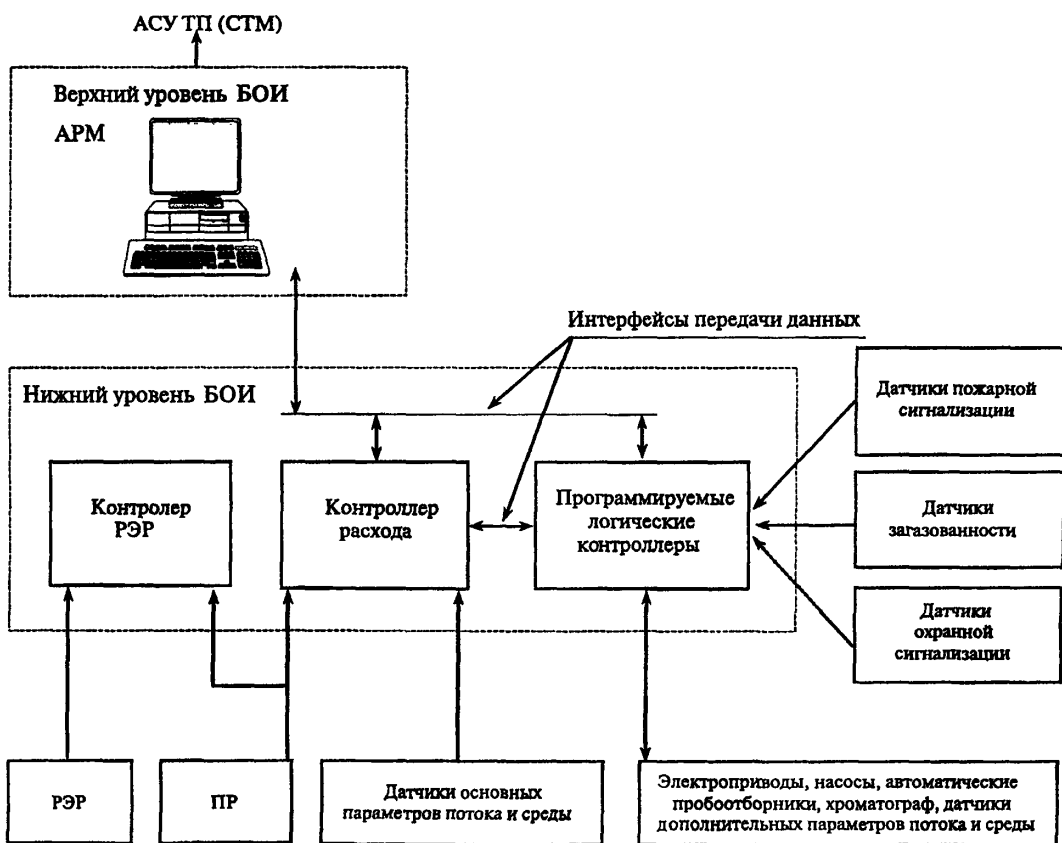 АСУ ТП (СТМ)
Верхний уровень БОИ
АРМ
Интерфейсы передачи данных
Нижний уровень БОИ
Контролер
РЭР
Контроллер
расхода
Программируемые
логические
контроллеры
Датчики пожарной
сигнализации
Датчики
загазованности
Датчики
охранной
сигнализации
РЭР
ПР
Датчики основных
параметров потока и среды
Электроприводы, насосы, автоматические
пробоотборники, хроматограф, датчики
дополнительных параметров потока и среды